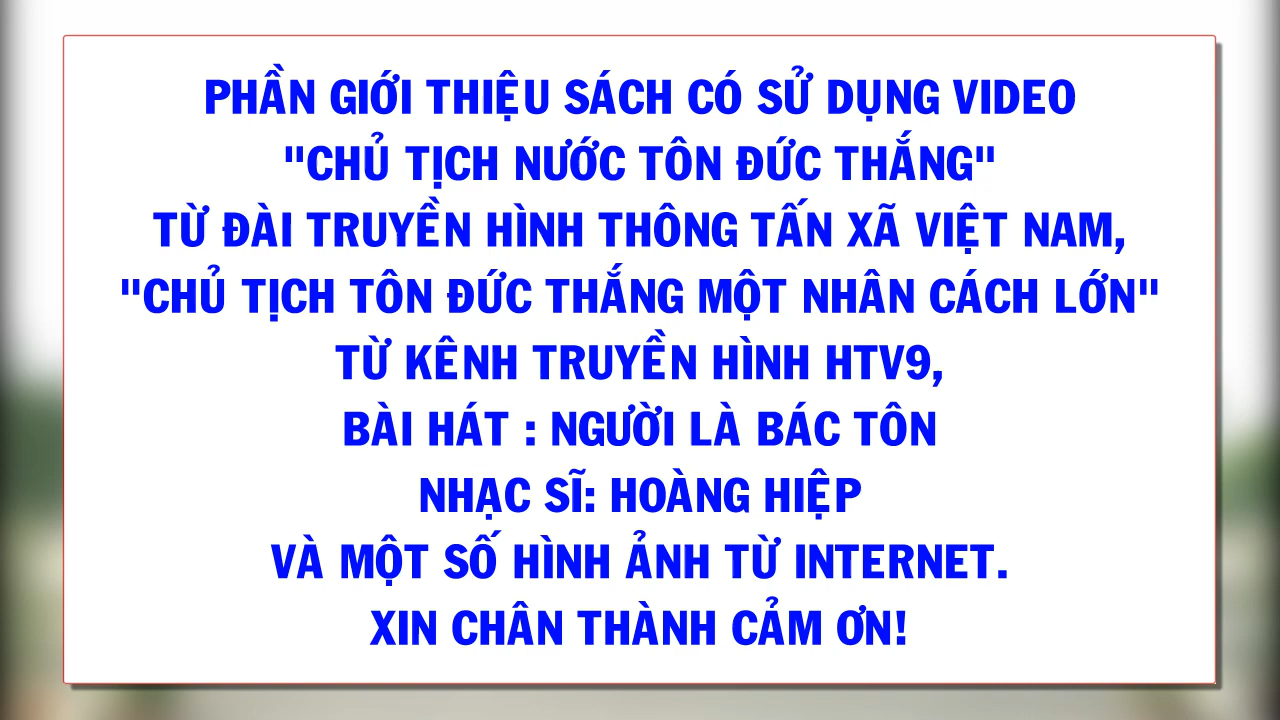 PHẦN GIỚI THIỆU SÁCH CÓ SỬ DỤNG VIDEO
"CHỦ TỊCH NƯỚC TÔN ĐỨC THẮNG"
TỪ ĐÀI TRUYỀN HÌNH THÔNG TẤN XÃ VIỆT NAM,
"CHỦ TỊCH TÔN ĐỨC THẮNG MỘT NHÂN CÁCH LỚN"
TỪ KÊNH TRUYỀN HÌNH HTV9,
BÀI HÁT : NGƯỜI LÀ BÁC TÔN
NHẠC SĨ: HOÀNG HIỆP
VÀ MỘT SỐ HÌNH ẢNH TỪ INTERNET.
XIN CHÂN THÀNH CẢM ƠN!